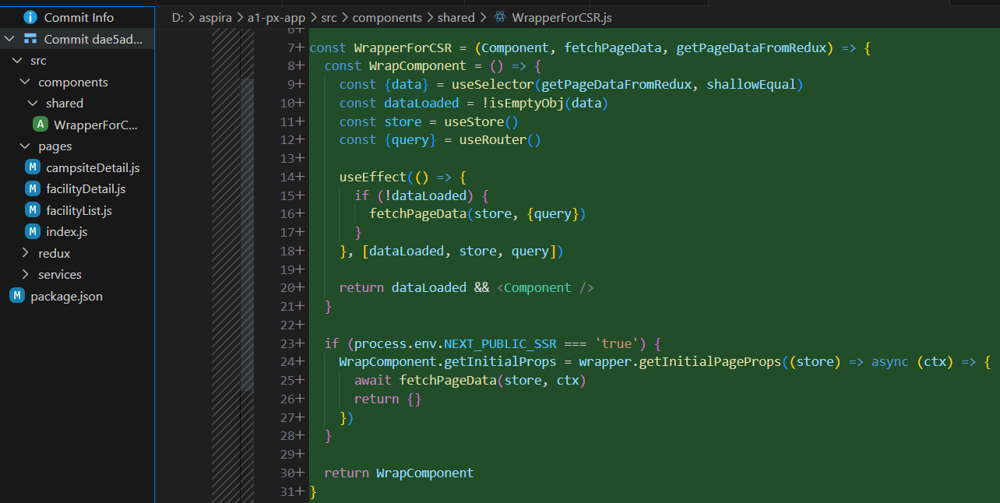 Commit Info
Commit dae5ad...
src
components
shared
A WrapperForC...
pages
M campsiteDetail.js
M facilityDetail.js
M facilityList.js
M index.js
redux
services
M package.json
D: > aspira > a1-px-app > src > components > shared > WrapperForCSR.js
6+
7+ const WrapperForCSR = (Component, fetchPageData, getPageDataFromRedux) => {
8+ const WrapComponent = () => {
9+ const {data} = useSelector(getPageDataFromRedux, shallowEqual)
10+ const dataLoaded = !isEmptyObj(data)
11+ const store = useStore()
12+ const {query} = useRouter()
13+
14+ useEffect(() => {
15+ if (!dataLoaded) {
16+ fetchPageData(store, {query})
17+ }
18+ }, [dataLoaded, store, query])
19+
20+ return dataLoaded && <Component />
21+ }
22+
23+ if (process.env.NEXT_PUBLIC_SSR === 'true') {
24+ WrapComponent.getInitialProps = wrapper.getInitialPageProps((store) => async (ctx) => {
25+ await fetchPageData(store, ctx)
26+ return {}
27+ })
28+ }
29+
30+ return WrapComponent
31+ }